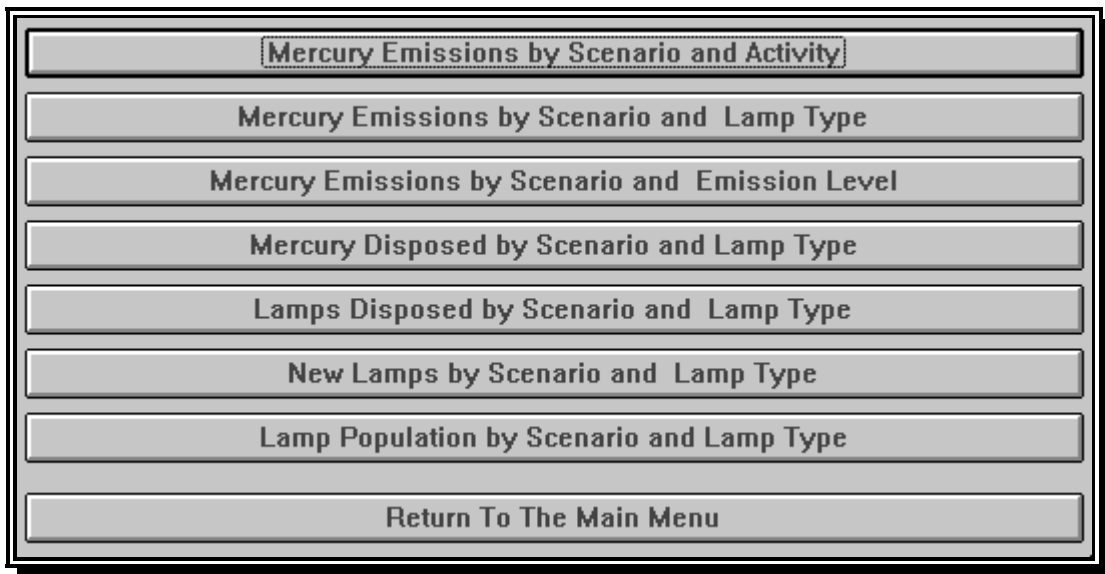 Mercury Emissions by Scenario and Activity
Mercury Emissions by Scenario and  Lamp Type
Mercury Emissions by Scenario and  Emission Level
Mercury Disposed by Scenario and Lamp Type
Lamps Disposed by Scenario and  Lamp Type
New Lamps by Scenario and  Lamp Type
Lamp Population by Scenario and Lamp Type
Return To The Main Menu